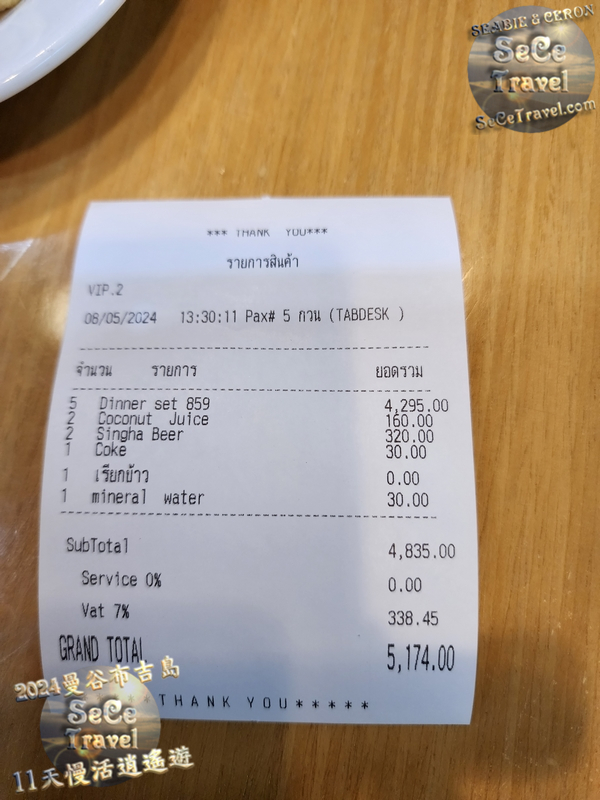 SEABIE & CERON
SeCe
Travel
SeCeTravel.com
*** THANK YOU***
รายการสินค้า
VIP.2
08/05/2024 13:30:11 Pax# 5 กวน (TABDESK )
จำนวน รายการ ยอดรวม
5 Dinner set 859 4,295.00
2 Coconut Juice 160.00
2 Singha Beer 320.00
1 Coke 30.00
1 เรียกข้าว 0.00
1 mineral water 30.00
SubTotal 4,835.00
Service 0% 0.00
Vat 7% 338.45
GRAND TOTAL 5,174.00
THANK YOU*****
2024曼谷布吉島
SeCe
Travel
11天慢活逍遙遊